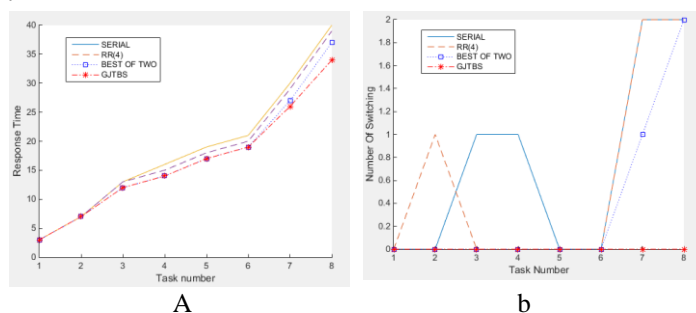 40
35
30
25
20
15
10
5
0
Response Time
SERIAL
RR(4)
BEST OF TWO
GJTBS
1 2 3 4 5 6 7 8
Task number
A
2
1.8
1.6
1.4
1.2
1
0.8
0.6
0.4
0.2
0
Number Of Switching
SERIAL
RR(4)
BEST OF TWO
GJTBS
1 2 3 4 5 6 7 8
Task Number
b